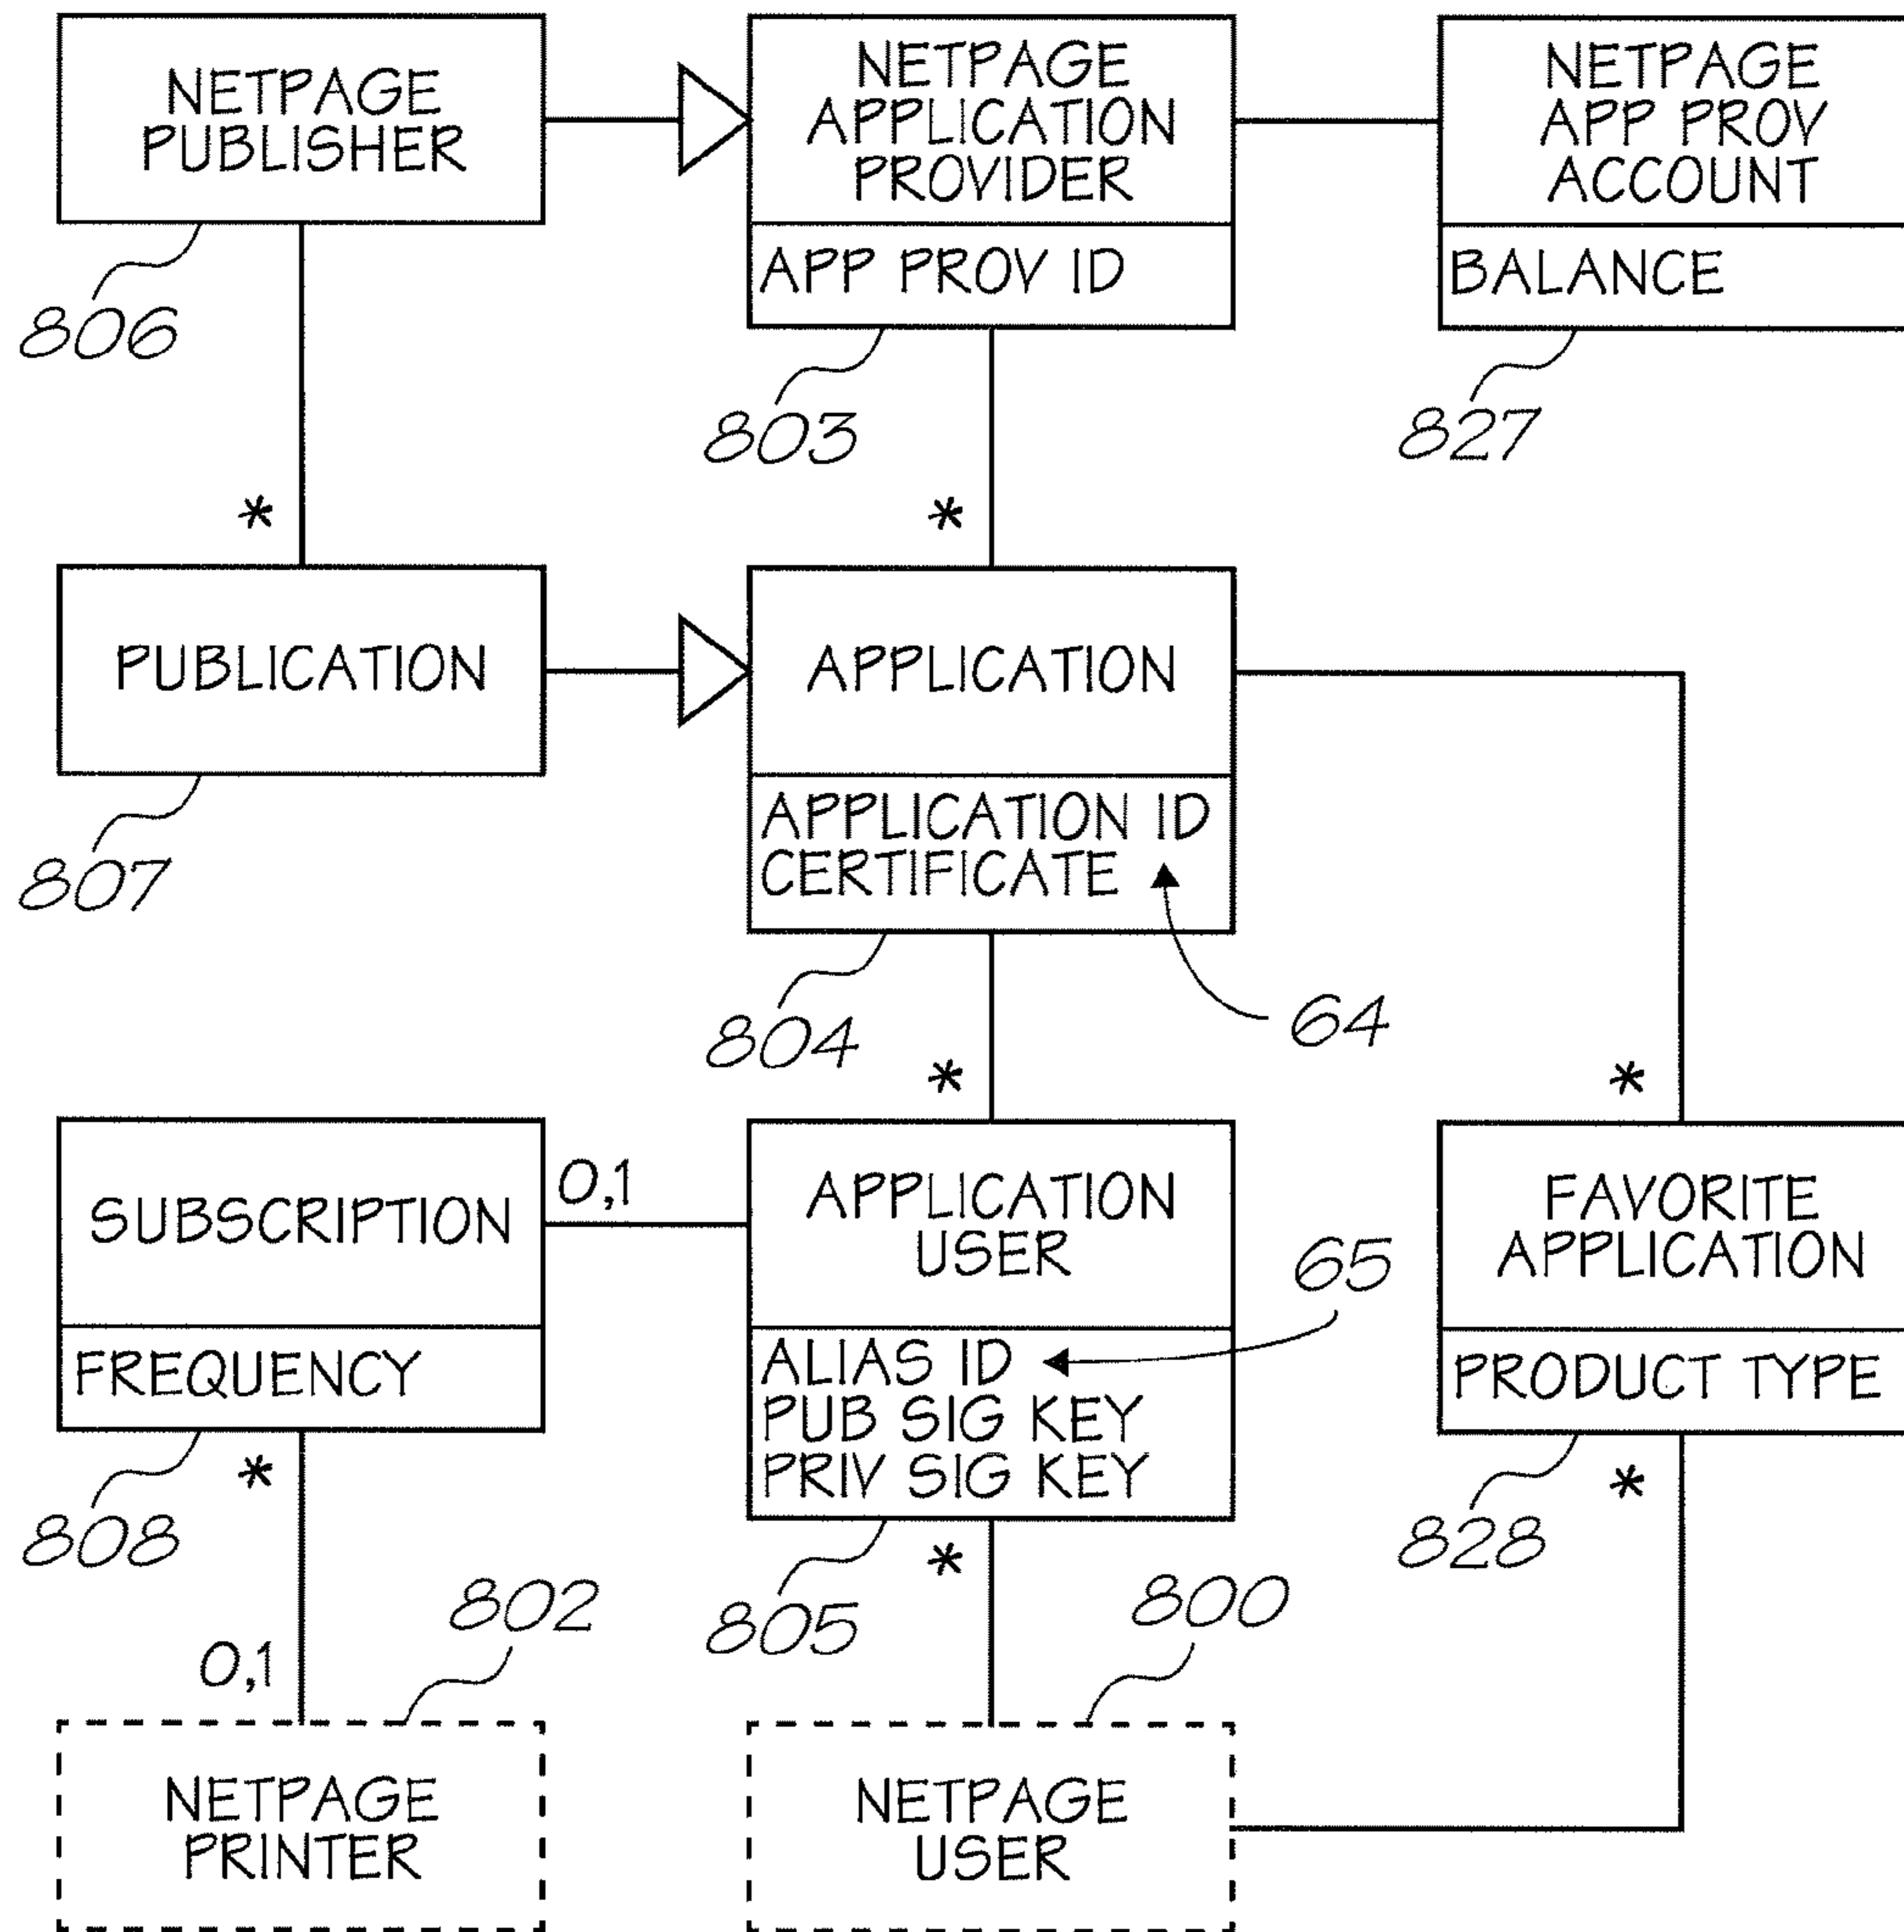 NETPAGE
PUBLISHER
NETPAGE
APPLICATION
PROVIDER
APP PROV ID
NETPAGE
APP PROV
ACCOUNT
BALANCE
806
803
827
*
*
PUBLICATION
APPLICATION
APPLICATION ID
CERTIFICATE
807
804
64
*
*
SUBSCRIPTION
FREQUENCY
0,1
APPLICATION
USER
ALIAS ID
PUB SIG KEY
PRIV SIG KEY
65
FAVORITE
APPLICATION
PRODUCT TYPE
808
*
802
0,1
805
*
800
828
*
NETPAGE
PRINTER
NETPAGE
USER